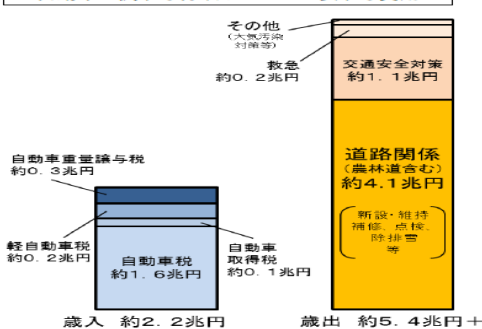 その他
(大気汚染
対策等)
救急
約0.2兆円
交通安全対策
約1.1兆円
道路関係
(農林道含む)
約4.1兆円
新設・維持
補修、点検、
除排雪
等
自動車重量譲与税
約0.3兆円
軽自動車税
約0.2兆円
自動車税
約1.6兆円
自動車
取得税
約0.1兆円
歳入 約2.2兆円
歳出 約5.4兆円+